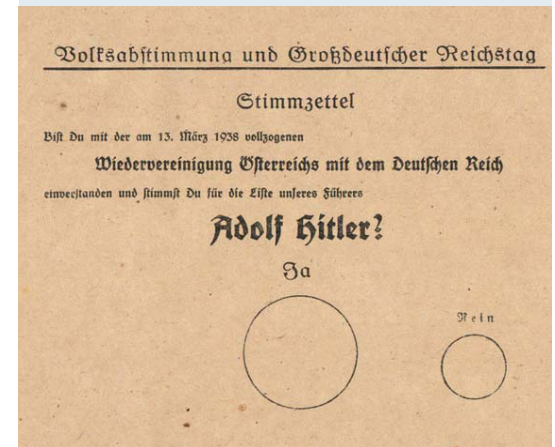 Volksabstimmung und Großdeutscher Reichstag
Stimmzettel
Bist Du mit der am 13. März 1938 vollzogenen
Wiedervereinigung Österreichs mit dem Deutschen Reich
einverstanden und stimmst Du für die Liste unseres Führers
Adolf Hitler?
Ja
Nein